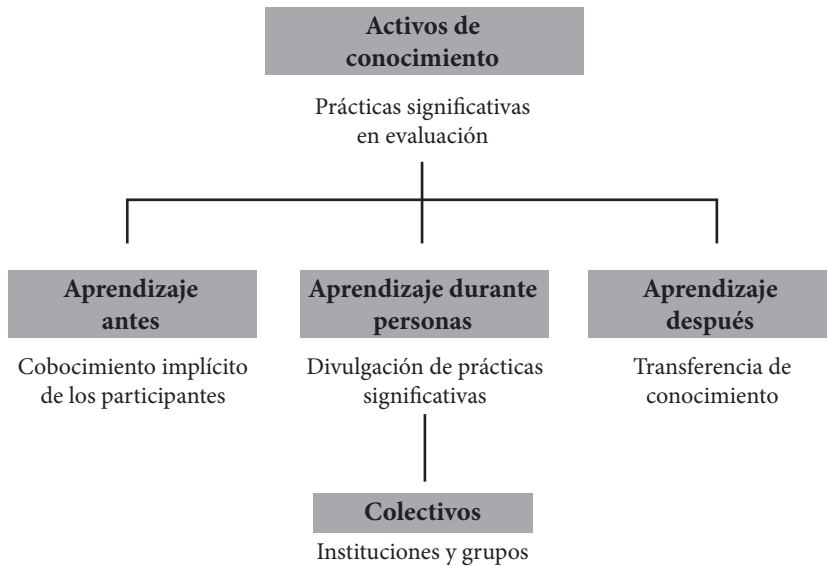 Activos de
conocimiento
Prácticas significativas
en evaluación
Aprendizaje
antes
Cobocimiento implícito
de los participantes
Aprendizaje durante
personas
Divulgación de prácticas
significativas
Aprendizaje
después
Transferencia de
conocimiento
Colectivos
Instituciones y grupos